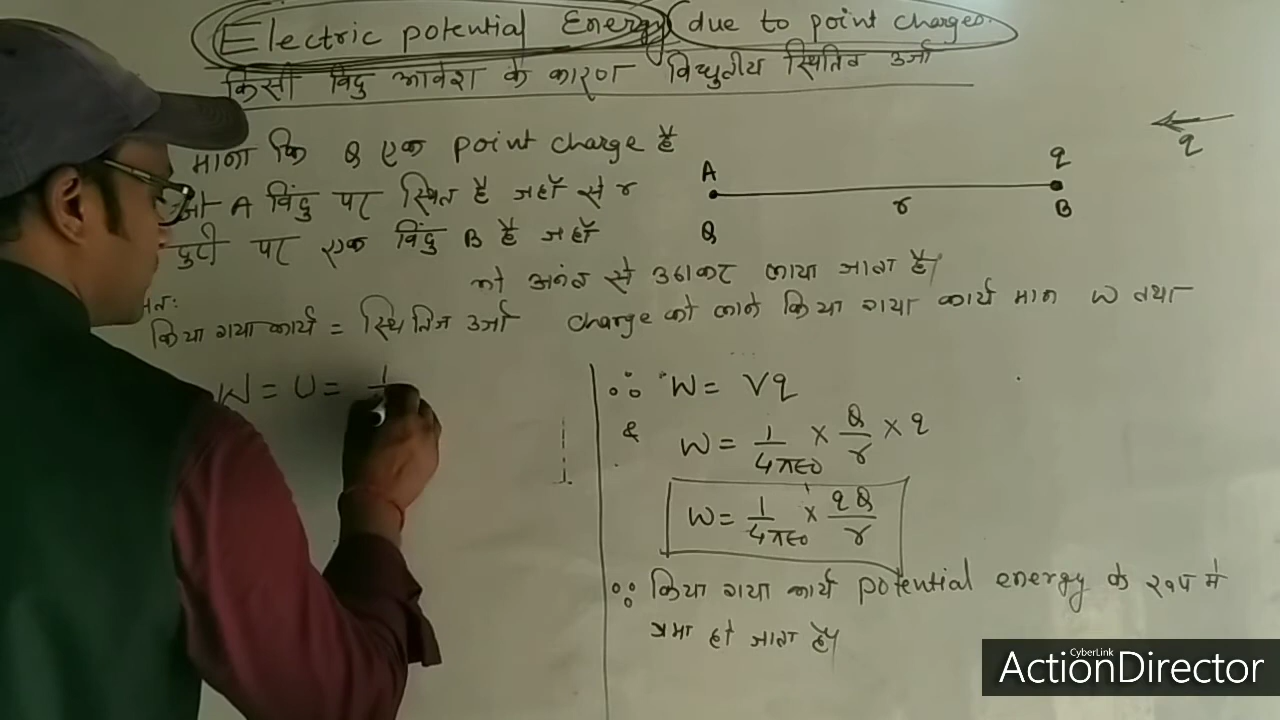 Electric potential Energy due to point charges.
किसी बिंदु आवेश के कारण विद्युतीय स्थितिज उर्जा
माना कि Q एक point charge है
जो A बिंदु पर स्थित है जहाँ से r
दुरी पर एक बिंदु B है जहाँ
को अनंत से उठाकर लाया जाता है।
अतः
charge को लाने किया गया कार्य मान W तथा
किया गया कार्य = स्थितिज उर्जा
W = U = 1
A
Q
r
q
B
q
∵ W = Vq
& W = 1/4πε0 × Q/r × q
W = 1/4πε0 × qQ/r
∵ किया गया कार्य potential energy के रूप मे
जमा हो जाता है।
CyberLink
ActionDirector